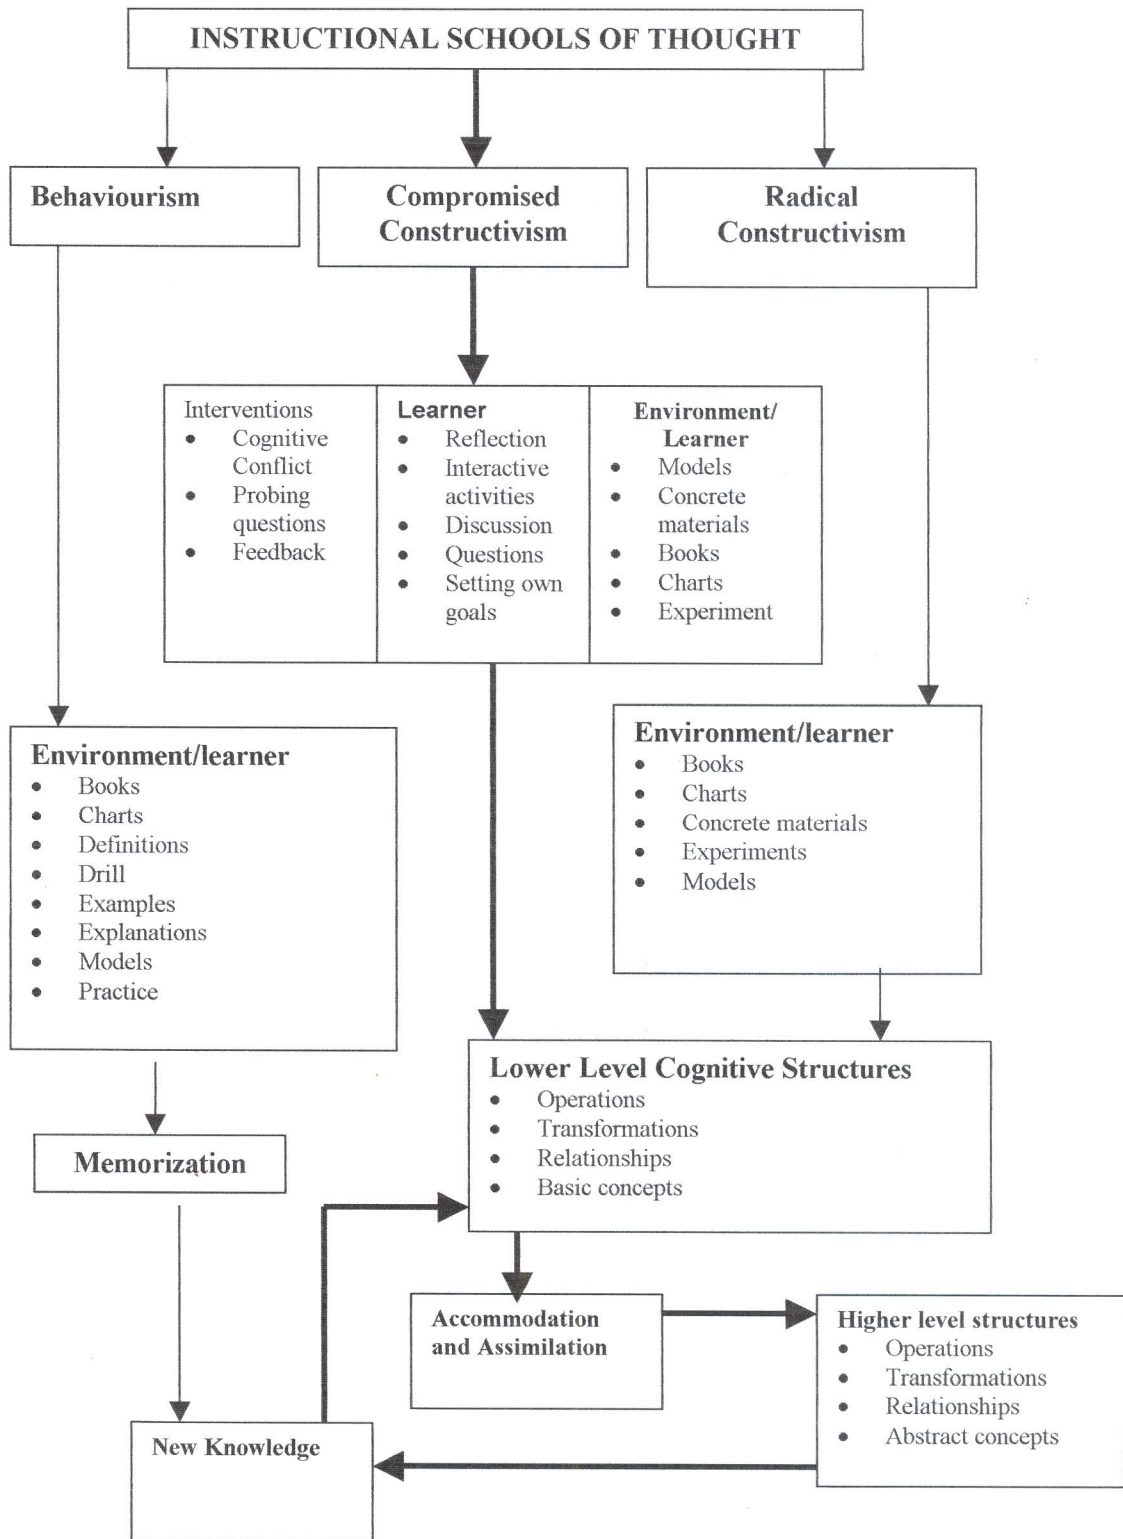 INSTRUCTIONAL SCHOOLS OF THOUGHT
Behaviourism
Compromised
Constructivism
Radical
Constructivism
Interventions
• Cognitive
Conflict
• Probing
questions
• Feedback
Learner
• Reflection
• Interactive
activities
• Discussion
• Questions
• Setting own
goals
Environment/
Learner
• Models
• Concrete
materials
• Books
• Charts
• Experiment
Environment/learner
• Books
• Charts
• Definitions
• Drill
• Examples
• Explanations
• Models
• Practice
Environment/learner
• Books
• Charts
• Concrete materials
• Experiments
• Models
Lower Level Cognitive Structures
• Operations
• Transformations
• Relationships
• Basic concepts
Memorization
Accommodation
and Assimilation
Higher level structures
• Operations
• Transformations
• Relationships
• Abstract concepts
New Knowledge